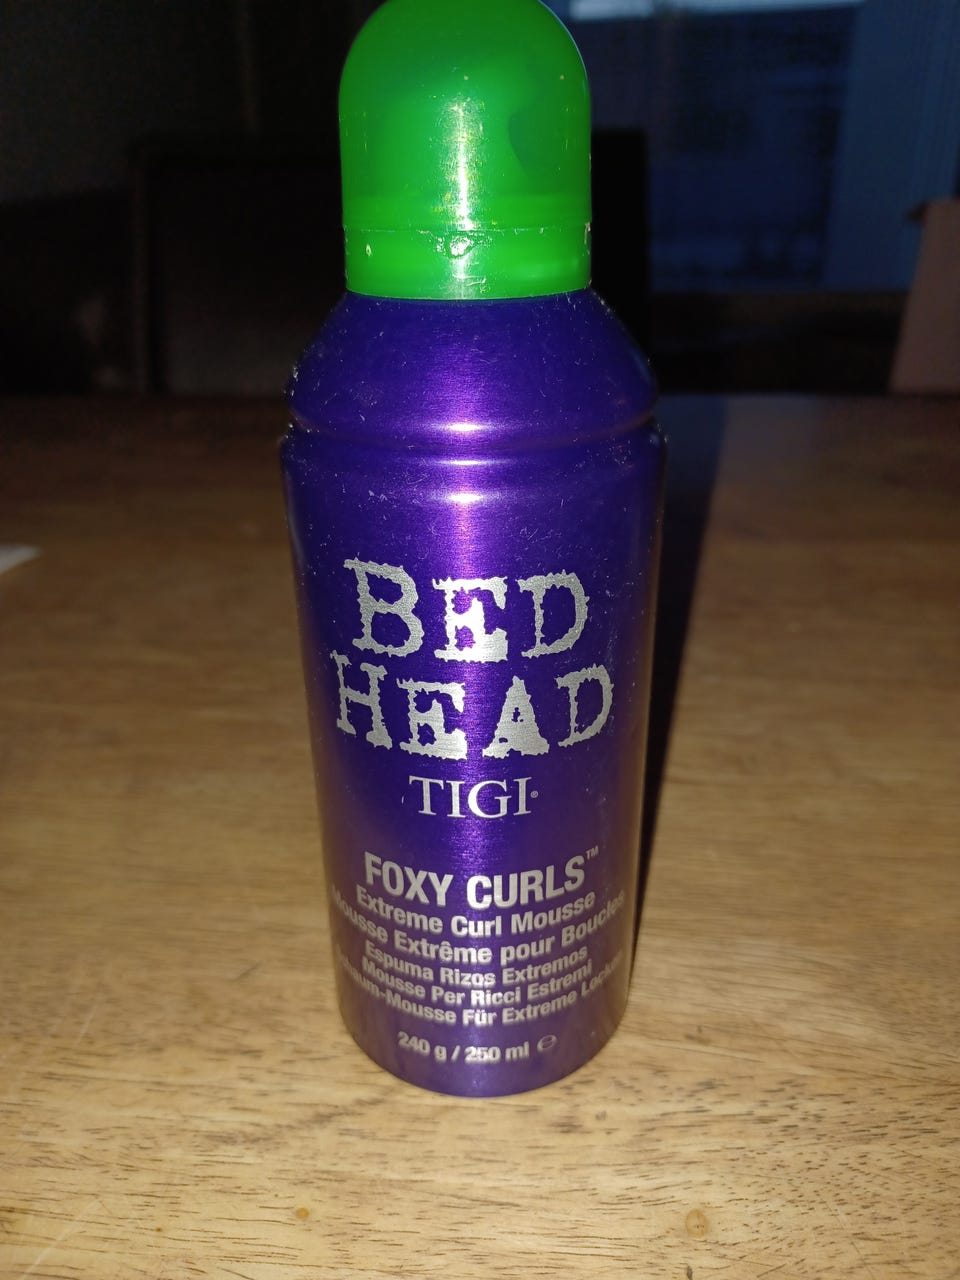 BED
HEAD
TIGI®
FOXY CURLS™
Extreme Curl Mousse
Mousse Extrême pour Boucles
Espuma Rizos Extremos
Mousse Per Ricci Estremi
Schaum-Mousse Für Extreme Locken
240 g / 250 ml ℮